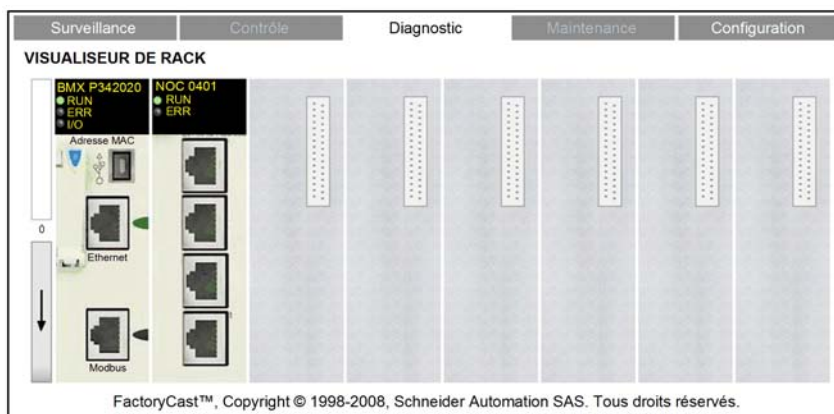 Surveillance
Contrôle
Diagnostic
Maintenance
Configuration
VISUALISEUR DE RACK
BMX P342020
RUN
ERR
I/O
NOC 0401
RUN
ERR
Adresse MAC
0
Ethernet
Modbus
FactoryCast™, Copyright © 1998-2008, Schneider Automation SAS. Tous droits réservés.